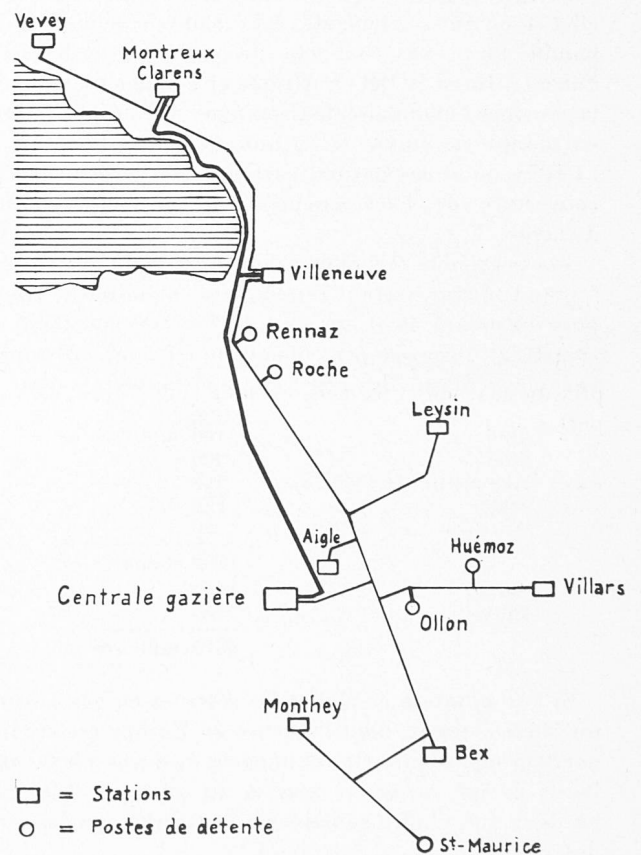 Vevey
Montreux
Clarens
Villeneuve
Rennaz
Roche
Leysin
Aigle
Huémoz
Centrale gazière
Villars
Ollon
Monthey
Bex
= Stations
= Postes de détente
St-Maurice